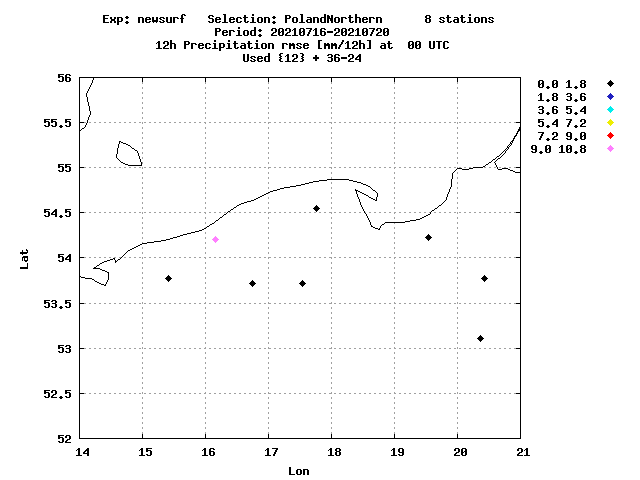 Exp: newsurf   Selection: PolandNorthern      8 stations
Period: 20210716-20210720
12h Precipitation rmse [mm/12h] at  00 UTC
Used {12} + 36-24
0.0 1.8
1.8 3.6
3.6 5.4
5.4 7.2
7.2 9.0
9.0 10.8
56
55.5
55
54.5
54
53.5
53
52.5
52
Lat
14 15 16 17 18 19 20 21
Lon